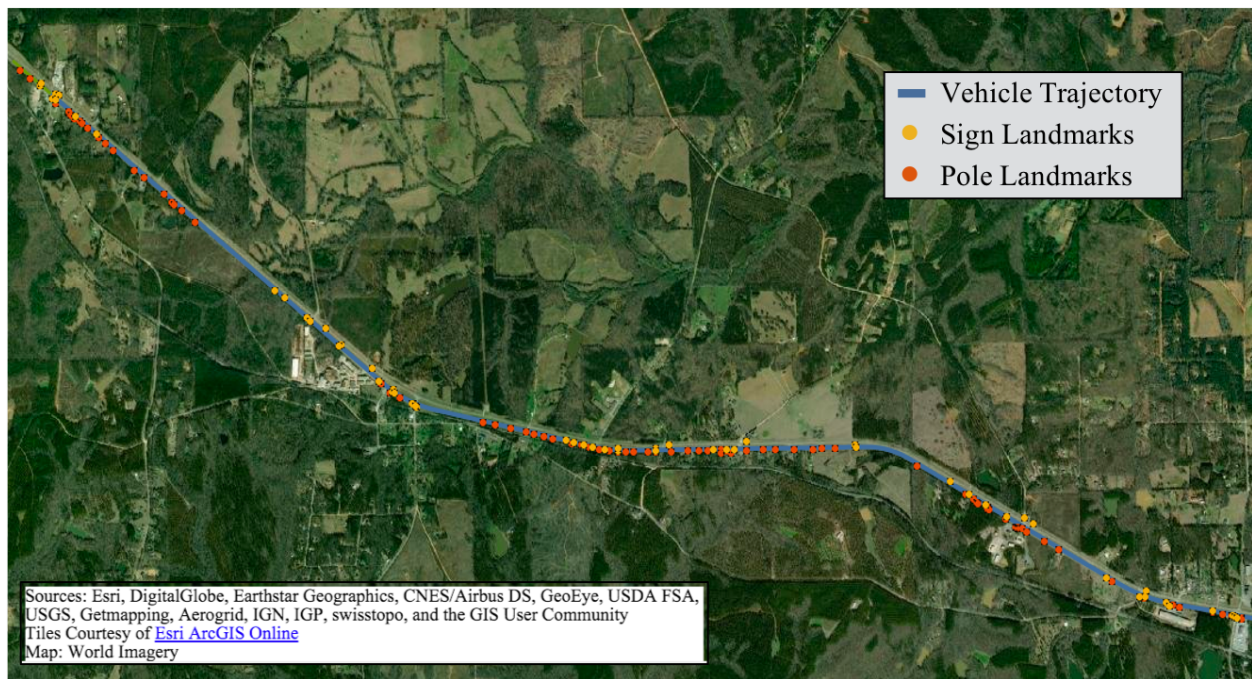 Vehicle Trajectory
Sign Landmarks
Pole Landmarks
Sources: Esri, DigitalGlobe, Earthstar Geographics, CNES/Airbus DS, GeoEye, USDA FSA,
USGS, Getmapping, Aerogrid, IGN, IGP, swisstopo, and the GIS User Community
Tiles Courtesy of Esri ArcGIS Online
Map: World Imagery